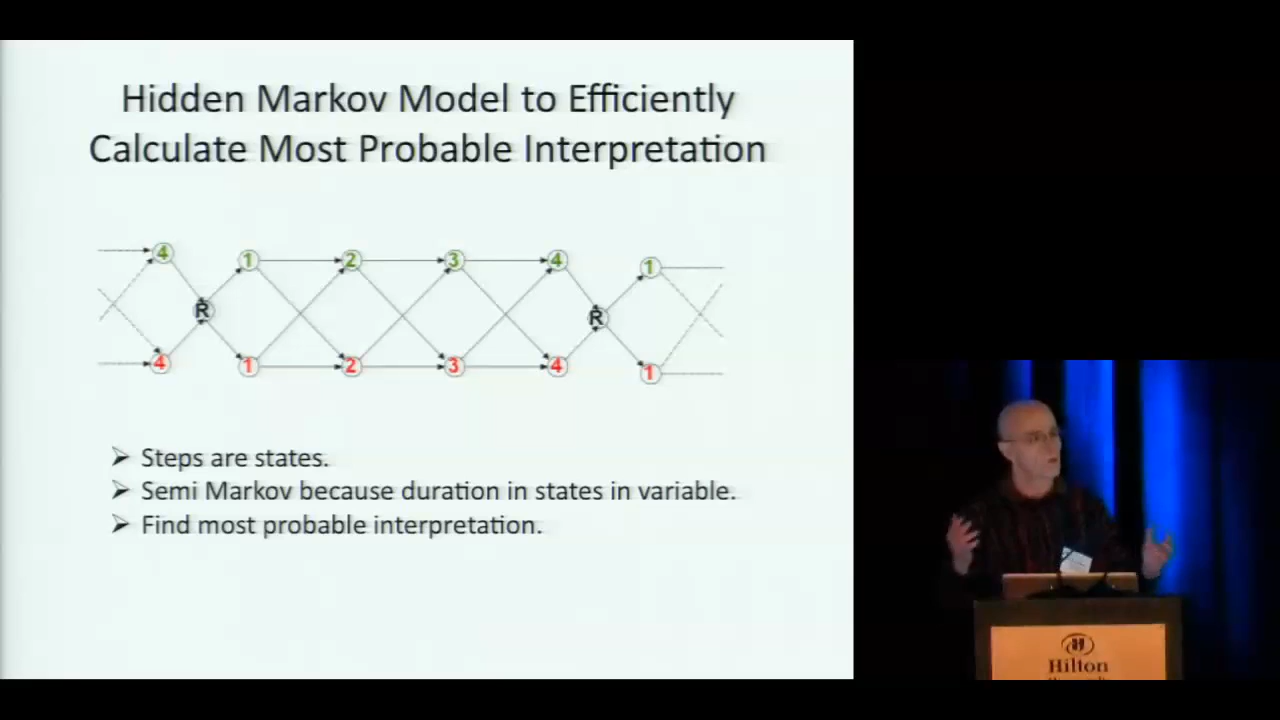 Hidden Markov Model to Efficiently
Calculate Most Probable Interpretation
4 1 2 3 4 1
R R
4 1 2 3 4 1
➢ Steps are states.
➢ Semi Markov because duration in states in variable.
➢ Find most probable interpretation.
Hilton